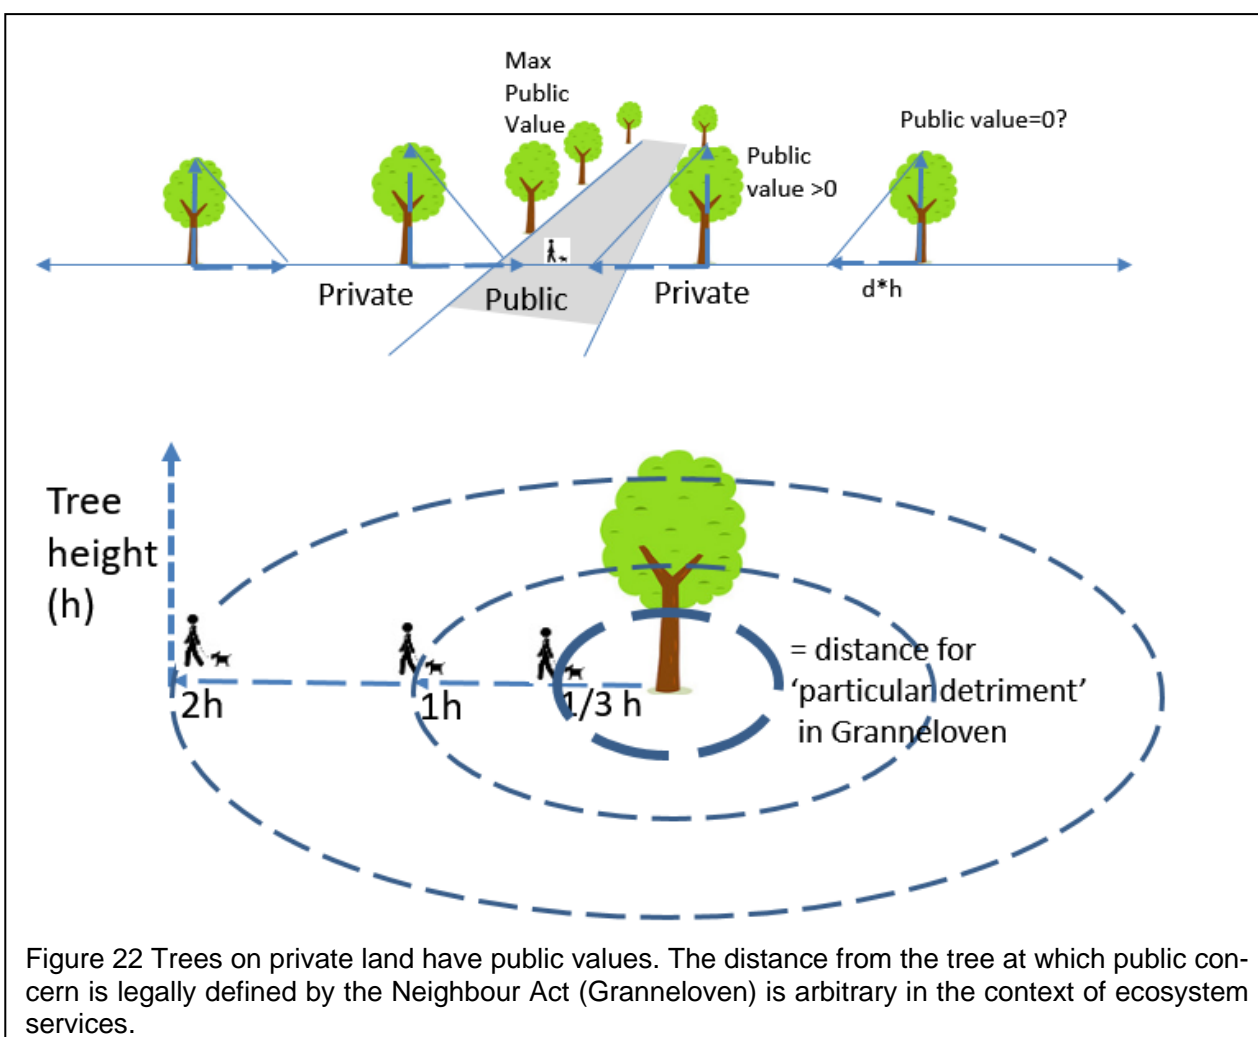 Max
Public
Value
Public value=0?
Public
value >0
Private
Public
Private
d*h
Tree
height
(h)
2h
1h
1/3 h
= distance for
‘particular detriment’
in Granneloven
Figure 22 Trees on private land have public values. The distance from the tree at which public con-
cern is legally defined by the Neighbour Act (Granneloven) is arbitrary in the context of ecosystem
services.